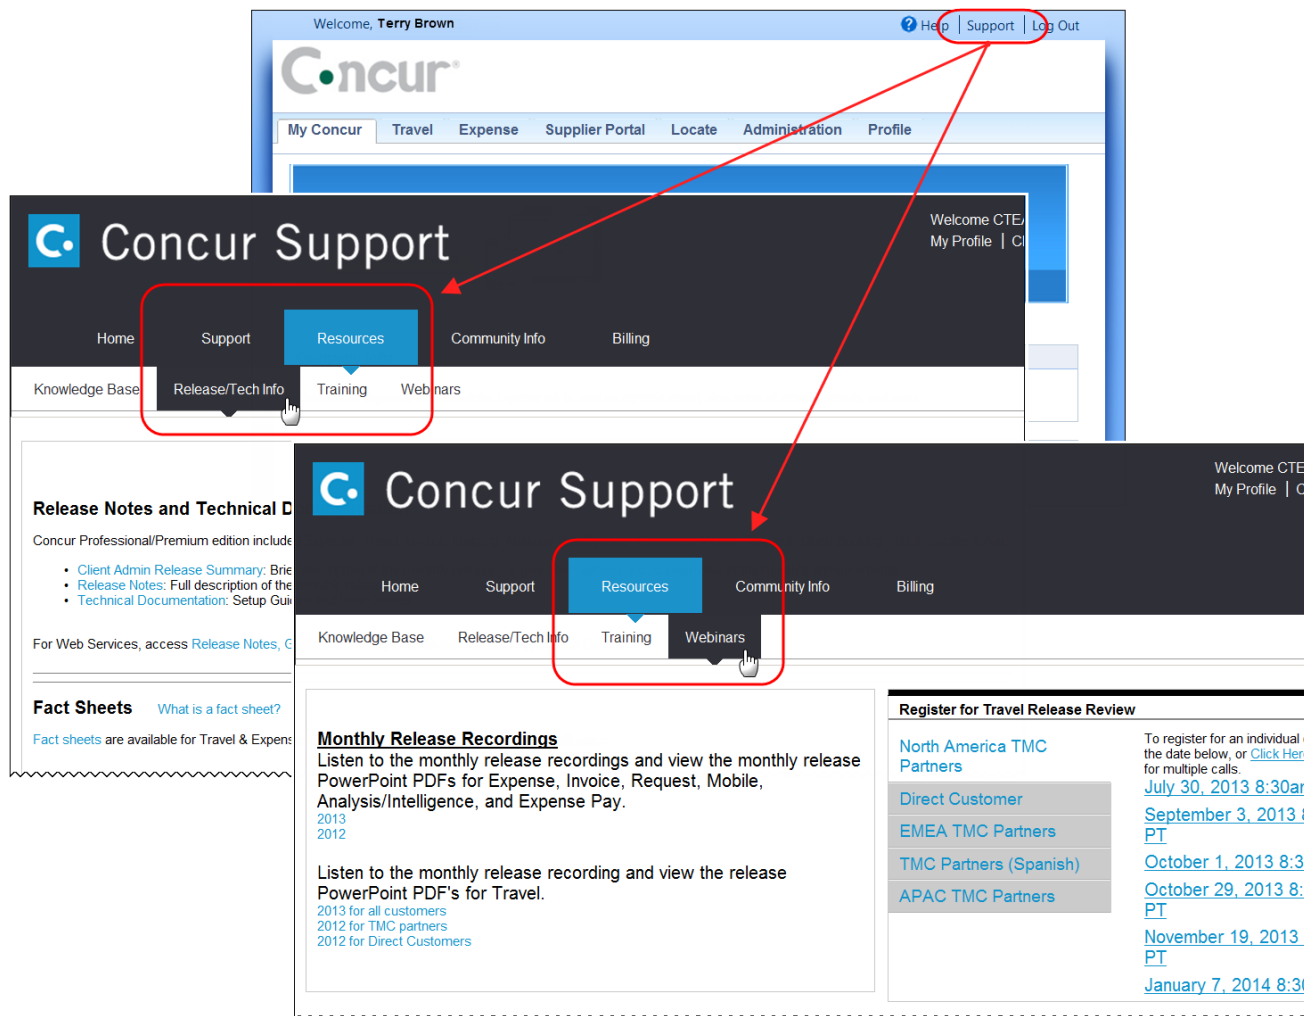 Welcome, Terry Brown
Help | Support | Log Out
Concur
My Concur Travel Expense Supplier Portal Locate Administration Profile
C. Concur Support
Welcome CTE
My Profile |
Home Support Resources Community Info Billing
Knowledge Base Release/Tech Info Training Webinars
Release Notes and Technical
Concur Professional/Premium edition include
• Client Admin Release Summary:
• Release Notes: Full description of the
• Technical Documentation: Setup
For Web Services, access Release Notes,
Fact Sheets What is a fact sheet?
Fact sheets are available for Travel &
C. Concur Support
Welcome CTE
My Profile |
Home Support Resources Community Info Billing
Knowledge Base Release/Tech Info Training Webinars
Monthly Release Recordings
Listen to the monthly release recordings and view the monthly release
PowerPoint PDFs for Expense, Invoice, Request, Mobile,
Analysis/Intelligence, and Expense Pay.
2013
2012
Listen to the monthly release recording and view the release
PowerPoint PDF's for Travel.
2013 for all customers
2012 for TMC partners
2012 for Direct Customers
Register for Travel Release Review
North America TMC
Partners
Direct Customer
EMEA TMC Partners
TMC Partners (Spanish)
APAC TMC Partners
To register for an individual
the date below, or Click Here
for multiple calls.
July 30, 2013 8:30am
September 3, 2013
PT
October 1, 2013 8:3
October 29, 2013 8:
PT
November 19, 2013
PT
January 7, 2014 8:30